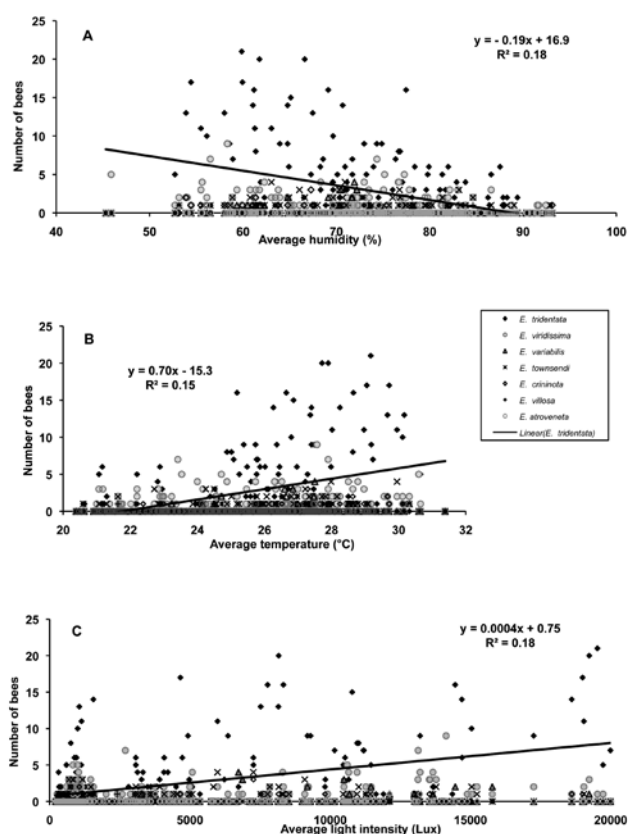 A
y = - 0.19x + 16.9
R² = 0.18
Number of bees
25
20
15
10
5
0
40 50 60 70 80 90 100
Average humidity (%)
B
y = 0.70x - 15.3
R² = 0.15
Number of bees
25
20
15
10
5
0
20 22 24 26 28 30 32
Average temperature (°C)
E. tridentata
E. viridissima
E. variabilis
E. townsendi
E. crininota
E. villosa
E. atroveneta
Linear(E. tridentata)
C
y = 0.0004x + 0.75
R² = 0.18
Number of bees
25
20
15
10
5
0
0 5000 10000 15000 20000
Average light intensity (Lux)